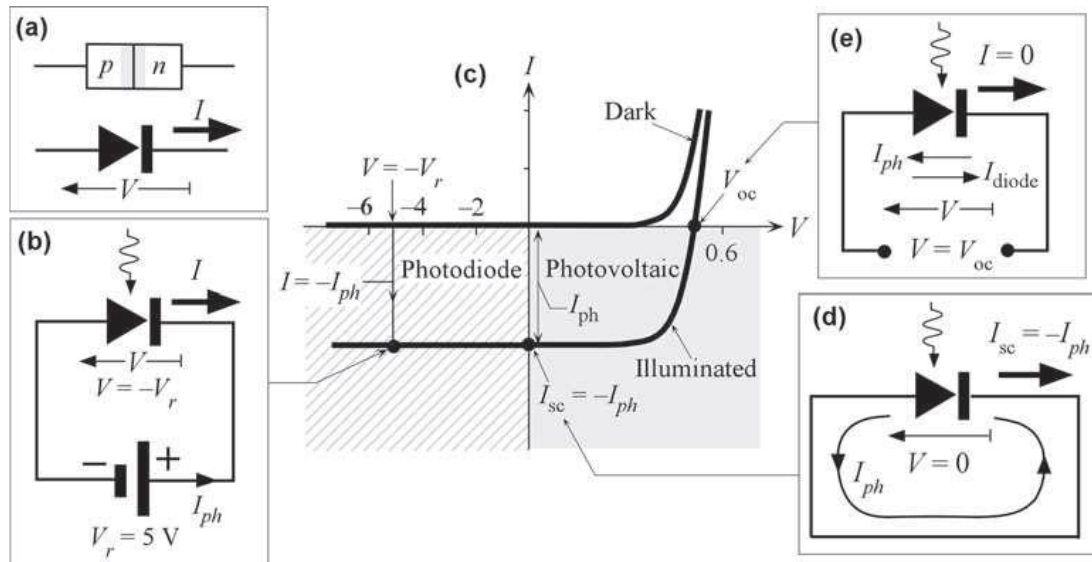 (a)
p n
I
V
(b)
I
V
V = −V_r
− +
I_ph
V_r = 5 V
(c)
I
Dark
V = −V_r
V_oc
−6 −4 −2
V
0.6
Photodiode Photovoltaic
I = −I_ph
I_ph
Illuminated
I_sc = −I_ph
(e)
I = 0
I_ph
I_diode
V
V = V_oc
(d)
I_sc = −I_ph
I_ph
V = 0